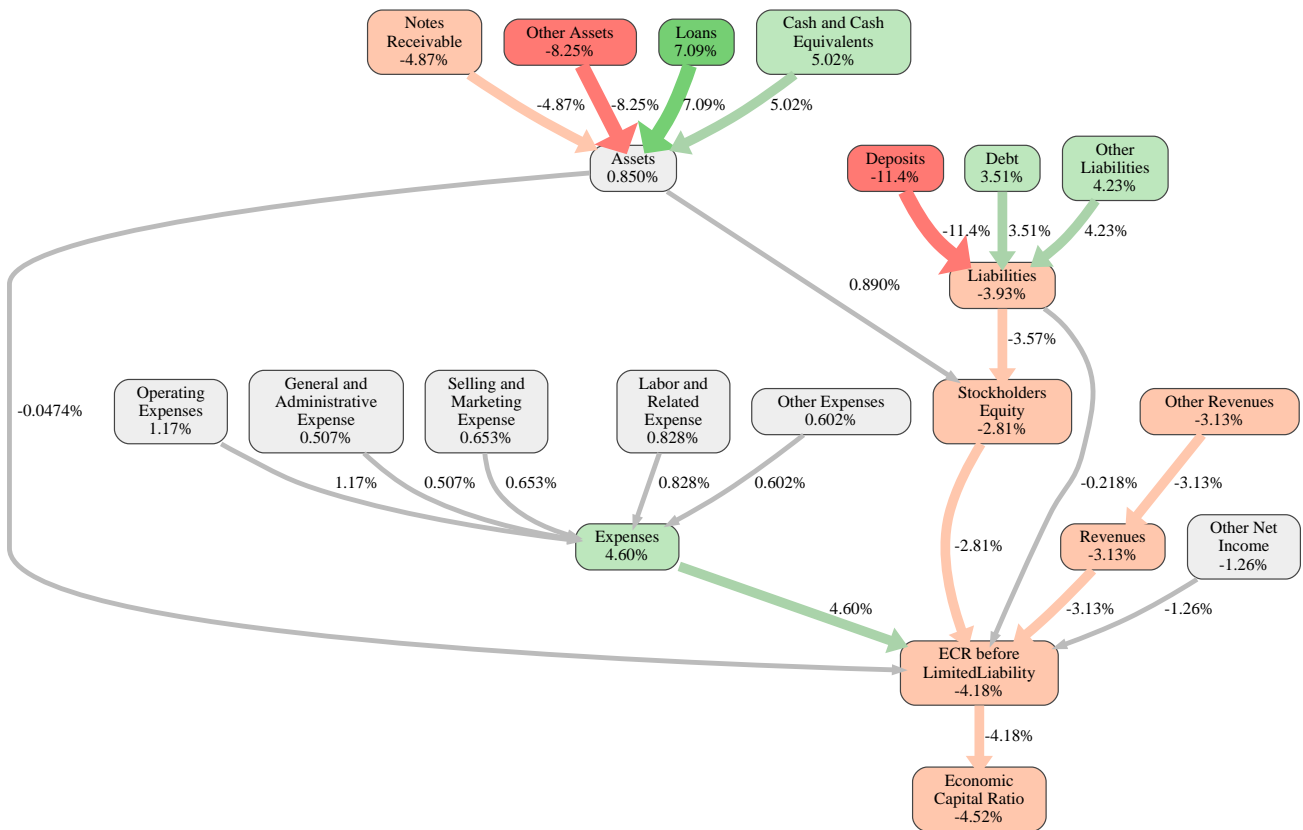 Notes
Receivable
-4.87%
Other Assets
-8.25%
Loans
7.09%
Cash and Cash
Equivalents
5.02%
-4.87%
-8.25%
7.09%
5.02%
Assets
0.850%
Deposits
-11.4%
Debt
3.51%
Other
Liabilities
4.23%
-11.4%
3.51%
4.23%
Liabilities
-3.93%
0.890%
-3.57%
-0.0474%
Operating
Expenses
1.17%
General and
Administrative
Expense
0.507%
Selling and
Marketing
Expense
0.653%
Labor and
Related
Expense
0.828%
Other Expenses
0.602%
Stockholders
Equity
-2.81%
Other Revenues
-3.13%
1.17%
0.507%
0.653%
0.828%
0.602%
-0.218%
-3.13%
Expenses
4.60%
-2.81%
Revenues
-3.13%
Other Net
Income
-1.26%
4.60%
-3.13%
-1.26%
ECR before
LimitedLiability
-4.18%
-4.18%
Economic
Capital Ratio
-4.52%